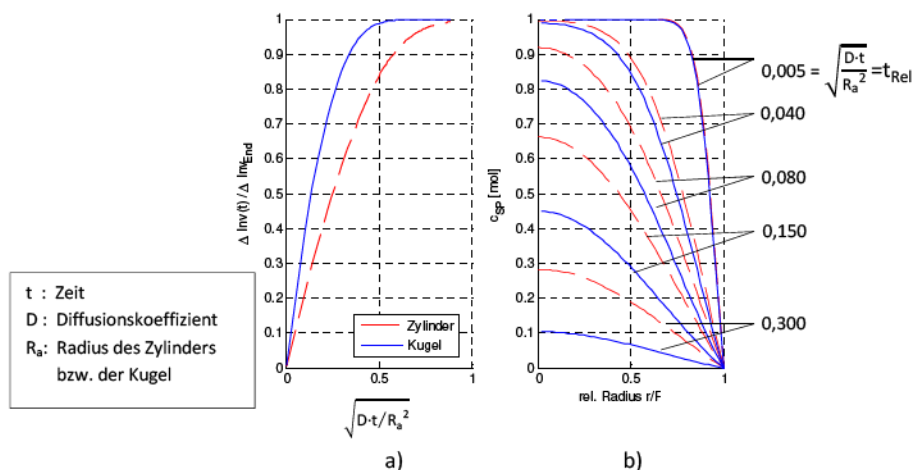 1
0.9
0.8
0.7
0.6
0.5
0.4
0.3
0.2
0.1
0
Δ Inv(t) / Δ Inv_End
0 0.5 1
√D·t/R_a²
a)
Zylinder
Kugel
1
0.9
0.8
0.7
0.6
0.5
0.4
0.3
0.2
0.1
0
c_SP [mol]
0 0.5 1
rel. Radius r/F
b)
0,005 = √D·t/R_a² = t_Rel
0,040
0,080
0,150
0,300
t : Zeit
D : Diffusionskoeffizient
R_a: Radius des Zylinders
bzw. der Kugel